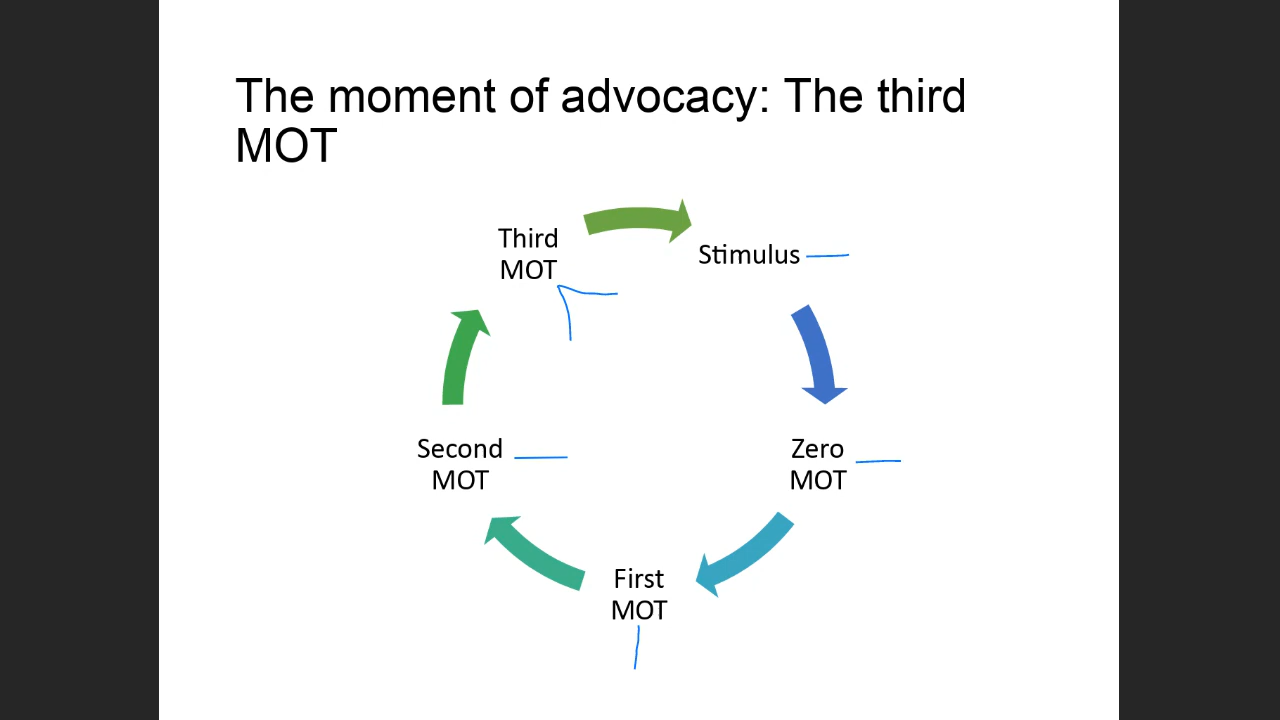 The moment of advocacy: The third
MOT
Third
MOT
Stimulus
Second
MOT
Zero
MOT
First
MOT